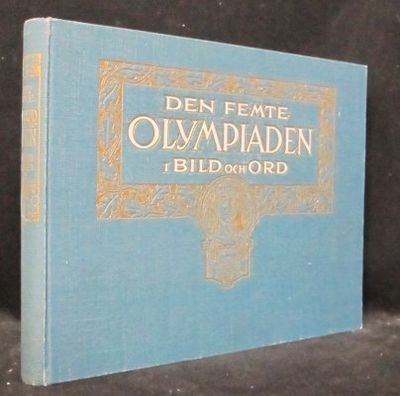 DEN FEMTE
OLYMPIADEN
I BILD OCH ORD